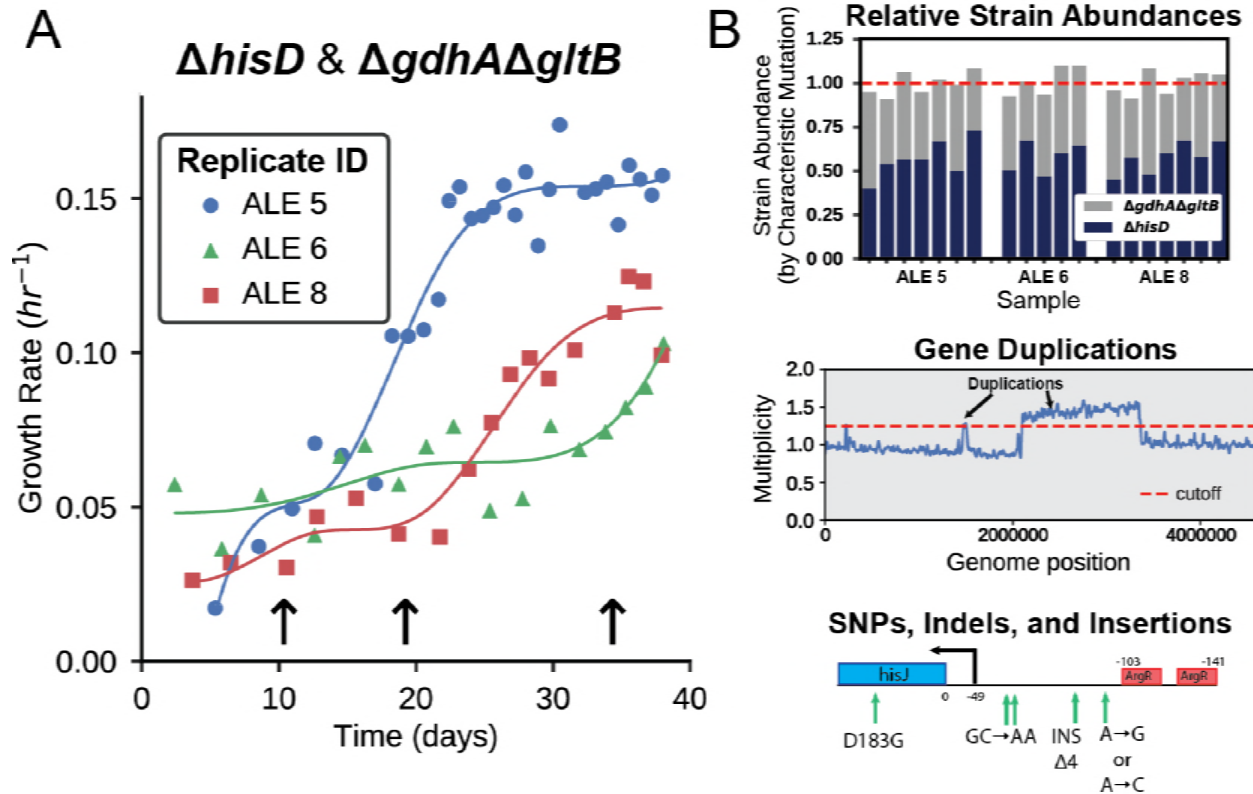 A
ΔhisD & ΔgdhAΔgltB
Replicate ID
ALE 5
ALE 6
ALE 8
Growth Rate (hr⁻¹)
0.15
0.10
0.05
0.00
0 10 20 30 40
Time (days)
B
Relative Strain Abundances
Strain Abundance
(by Characteristic Mutation)
1.25
1.00
0.75
0.50
0.25
0 00
ΔgdhAΔgltB
ΔhisD
ALE 5 ALE 6 ALE 8
Sample
Gene Duplications
Multiplicity
2.0
1.5
1.0
0.5
0.0
Duplications
cutoff
0 2000000 4000000
Genome position
SNPs, Indels, and Insertions
hisJ
0 -49
-103 -141
ArgR ArgR
D183G GC→AA INS A→G
Δ4 or
A→C